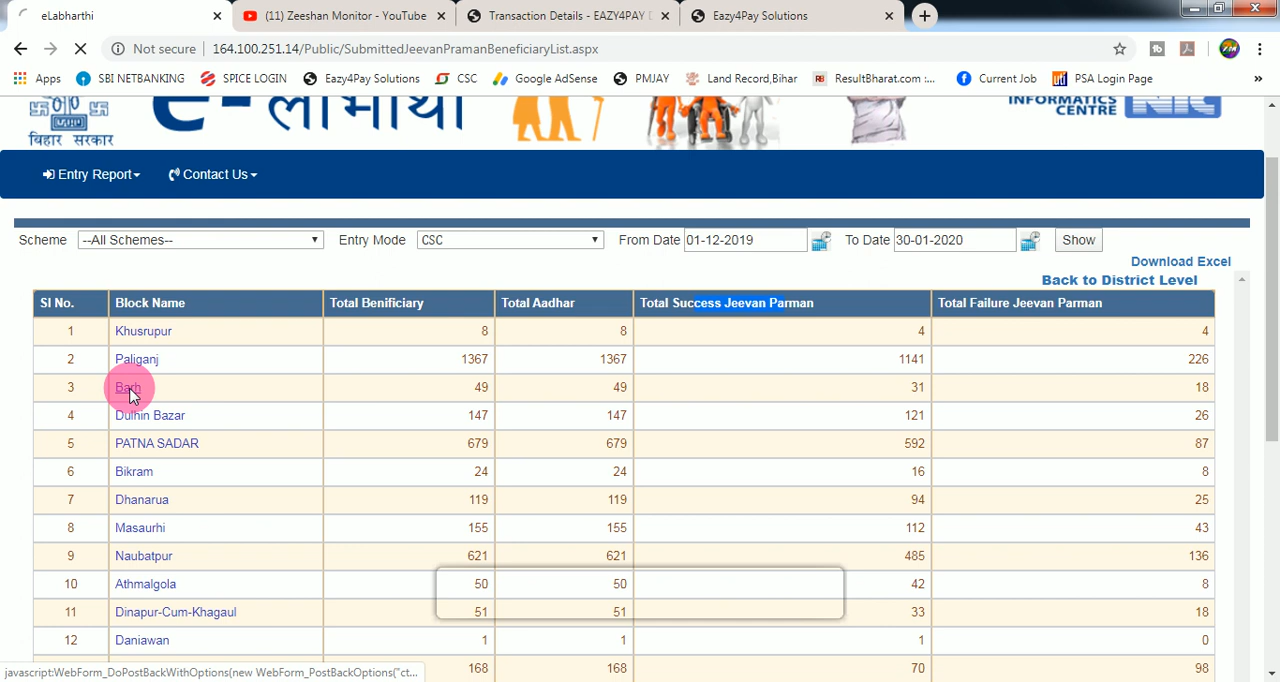 eLabharthi
(11) Zeeshan Monitor - YouTube
Transaction Details - EAZY4PAY
Eazy4Pay Solutions
Not secure 164.100.251.14/Public/SubmittedJeevanPramanBeneficiaryList.aspx
Apps SBI NETBANKING SPICE LOGIN Eazy4Pay Solutions CSC Google AdSense PMJAY Land Record,Bihar ResultBharat.com :... Current Job PSA Login Page »
बिहार सरकार
e-लाभार्थी
INFORMATICS
CENTRE NIC
Entry Report Contact Us
Scheme --All Schemes-- Entry Mode CSC From Date 01-12-2019 To Date 30-01-2020 Show
Download Excel
Back to District Level
Sl No. Block Name Total Benificiary Total Aadhar Total Success Jeevan Parman Total Failure Jeevan Parman
1 Khusrupur 8 8 4 4
2 Paliganj 1367 1367 1141 226
3 Barh 49 49 31 18
4 Dulhin Bazar 147 147 121 26
5 PATNA SADAR 679 679 592 87
6 Bikram 24 24 16 8
7 Dhanarua 119 119 94 25
8 Masaurhi 155 155 112 43
9 Naubatpur 621 621 485 136
10 Athmalgola 50 50 42 8
11 Dinapur-Cum-Khagaul 51 51 33 18
12 Daniawan 1 1 1 0
168 168 70 98
javascript:WebForm_DoPostBackWithOptions(new WebForm_PostBackOptions("ct...